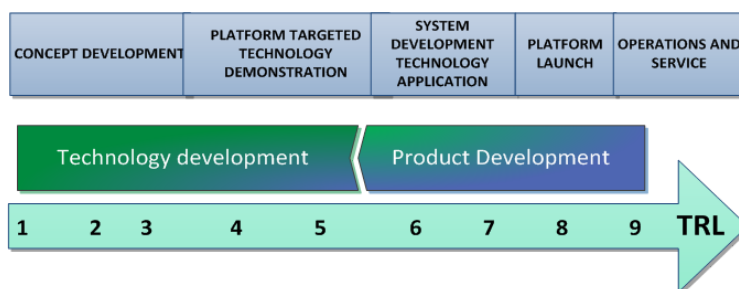 CONCEPT DEVELOPMENT
PLATFORM TARGETED
TECHNOLOGY
DEMONSTRATION
SYSTEM
DEVELOPMENT
TECHNOLOGY
APPLICATION
PLATFORM
LAUNCH
OPERATIONS AND
SERVICE
Technology development
Product Development
1 2 3 4 5 6 7 8 9 TRL